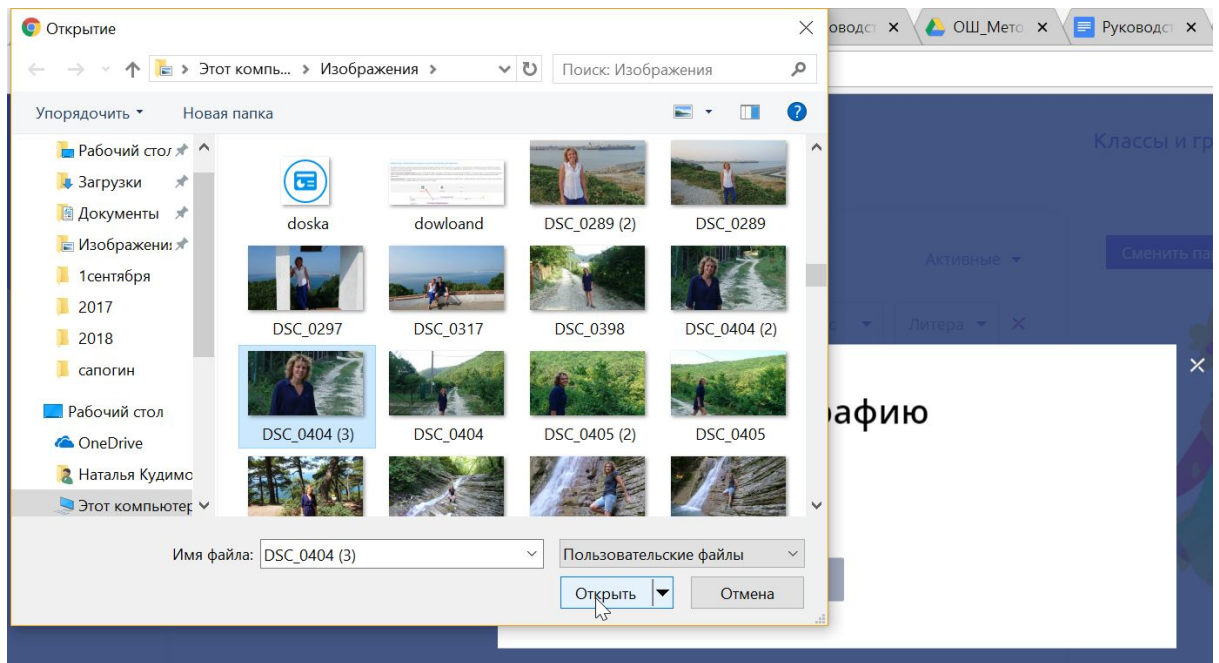 Открытие
оводст
ОШ_Мето
Руководст
Этот компь... > Изображения >
Поиск: Изображения
Упорядочить
Новая папка
Рабочий стол
Загрузки
Документы
Изображения
1сентября
2017
2018
сапогин
Рабочий стол
OneDrive
Наталья Кудимо
Этот компьютер
doska
dowloand
DSC_0289 (2)
DSC_0289
DSC_0297
DSC_0317
DSC_0398
DSC_0404 (2)
DSC_0404 (3)
DSC_0404
DSC_0405 (2)
DSC_0405
Имя файла: DSC_0404 (3)
Пользовательские файлы
Открыть
Отмена
Классы и гр
Активные
Сменить па
с
Литера
афию